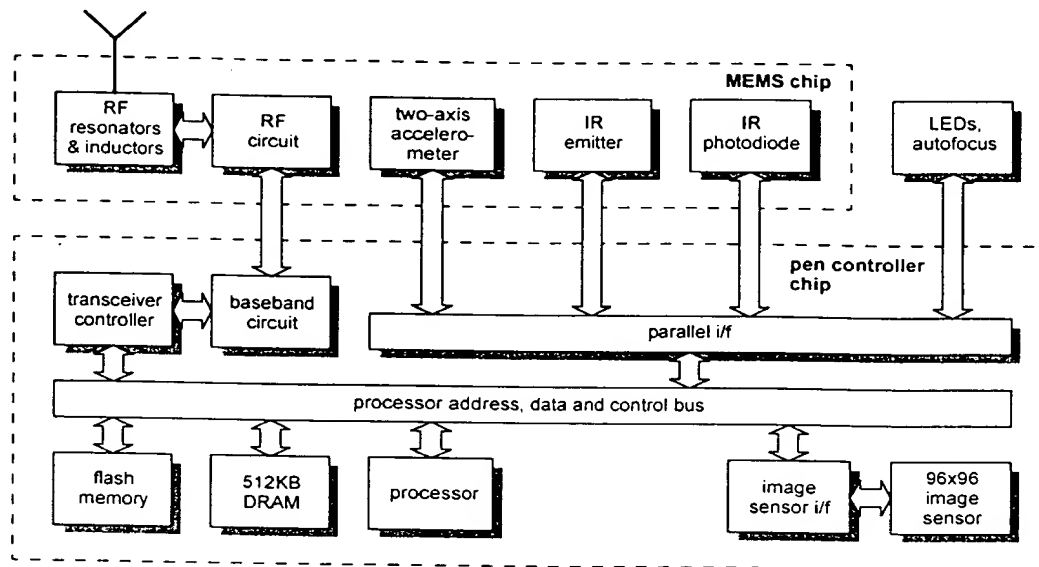 MEMS chip
RF
resonators
& inductors
RF
circuit
two-axis
accelero-
meter
IR
emitter
IR
photodiode
LEDs,
autofocus
pen controller
chip
transceiver
controller
baseband
circuit
parallel i/f
processor address, data and control bus
flash
memory
512KB
DRAM
processor
image
sensor i/f
96x96
image
sensor